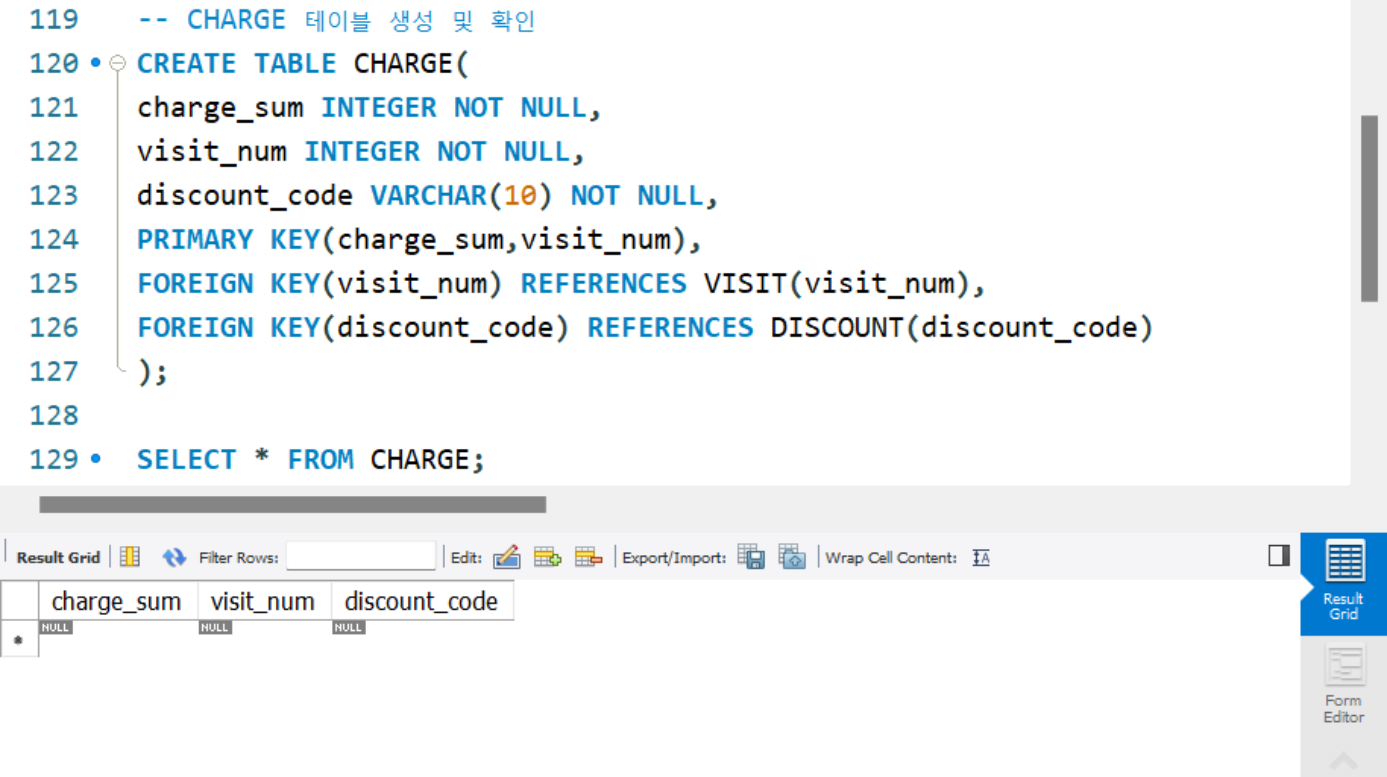 119 -- CHARGE 테이블 생성 및 확인
120 CREATE TABLE CHARGE(
121 charge_sum INTEGER NOT NULL,
122 visit_num INTEGER NOT NULL,
123 discount_code VARCHAR(10) NOT NULL,
124 PRIMARY KEY(charge_sum,visit_num),
125 FOREIGN KEY(visit_num) REFERENCES VISIT(visit_num),
126 FOREIGN KEY(discount_code) REFERENCES DISCOUNT(discount_code)
127 );
128
129 SELECT * FROM CHARGE;
Result Grid Filter Rows: Edit: Export/Import: Wrap Cell Content: IA
charge_sum visit_num discount_code
* NULL NULL NULL
Result
Grid
Form
Editor